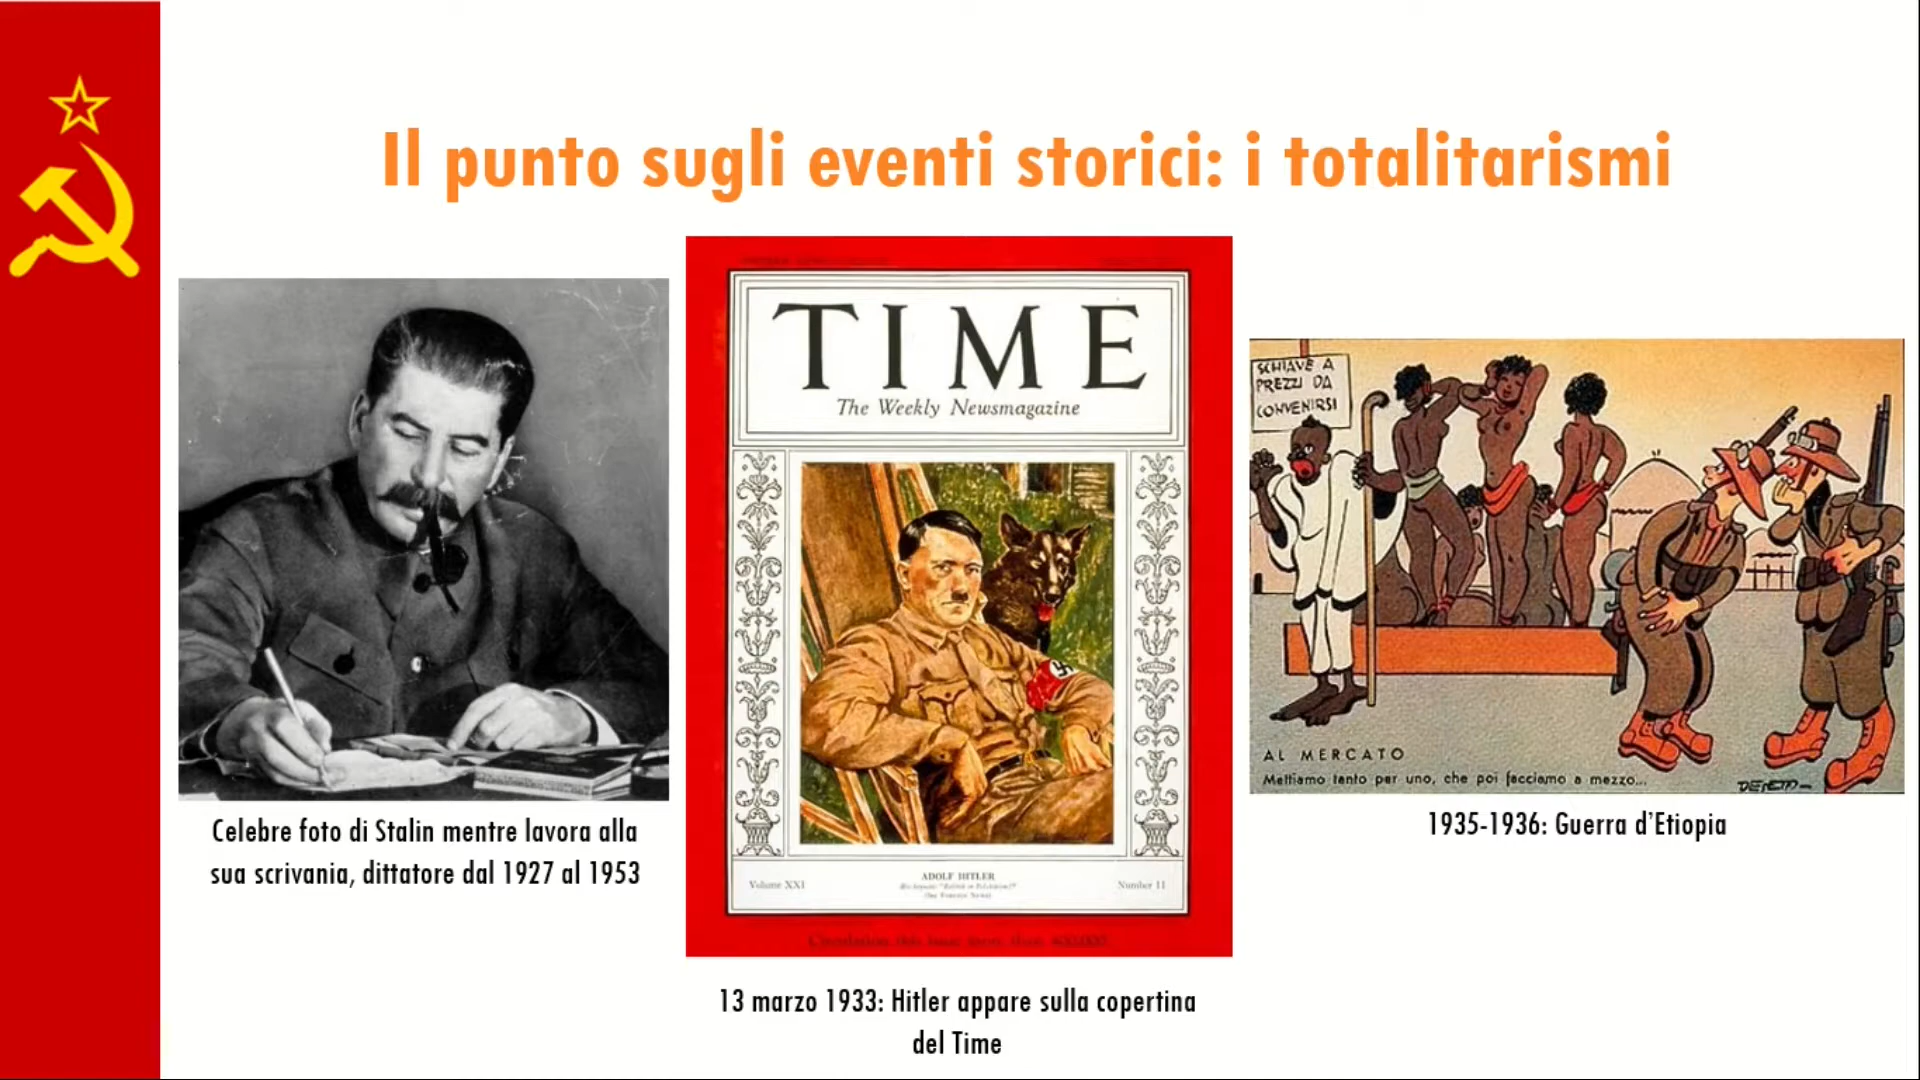 Il punto sugli eventi storici: i totalitarismi
TIME
The Weekly Newsmagazine
Volume XXI
ADOLF HITLER
Number 11
SCHIAVE A
PREZZI DA
CONVENIRSI
AL MERCATO
Mettiamo tanto per uno, che poi facciamo a mezzo...
Celebre foto di Stalin mentre lavora alla
sua scrivania, dittatore dal 1927 al 1953
13 marzo 1933: Hitler appare sulla copertina
del Time
1935-1936: Guerra d'Etiopia